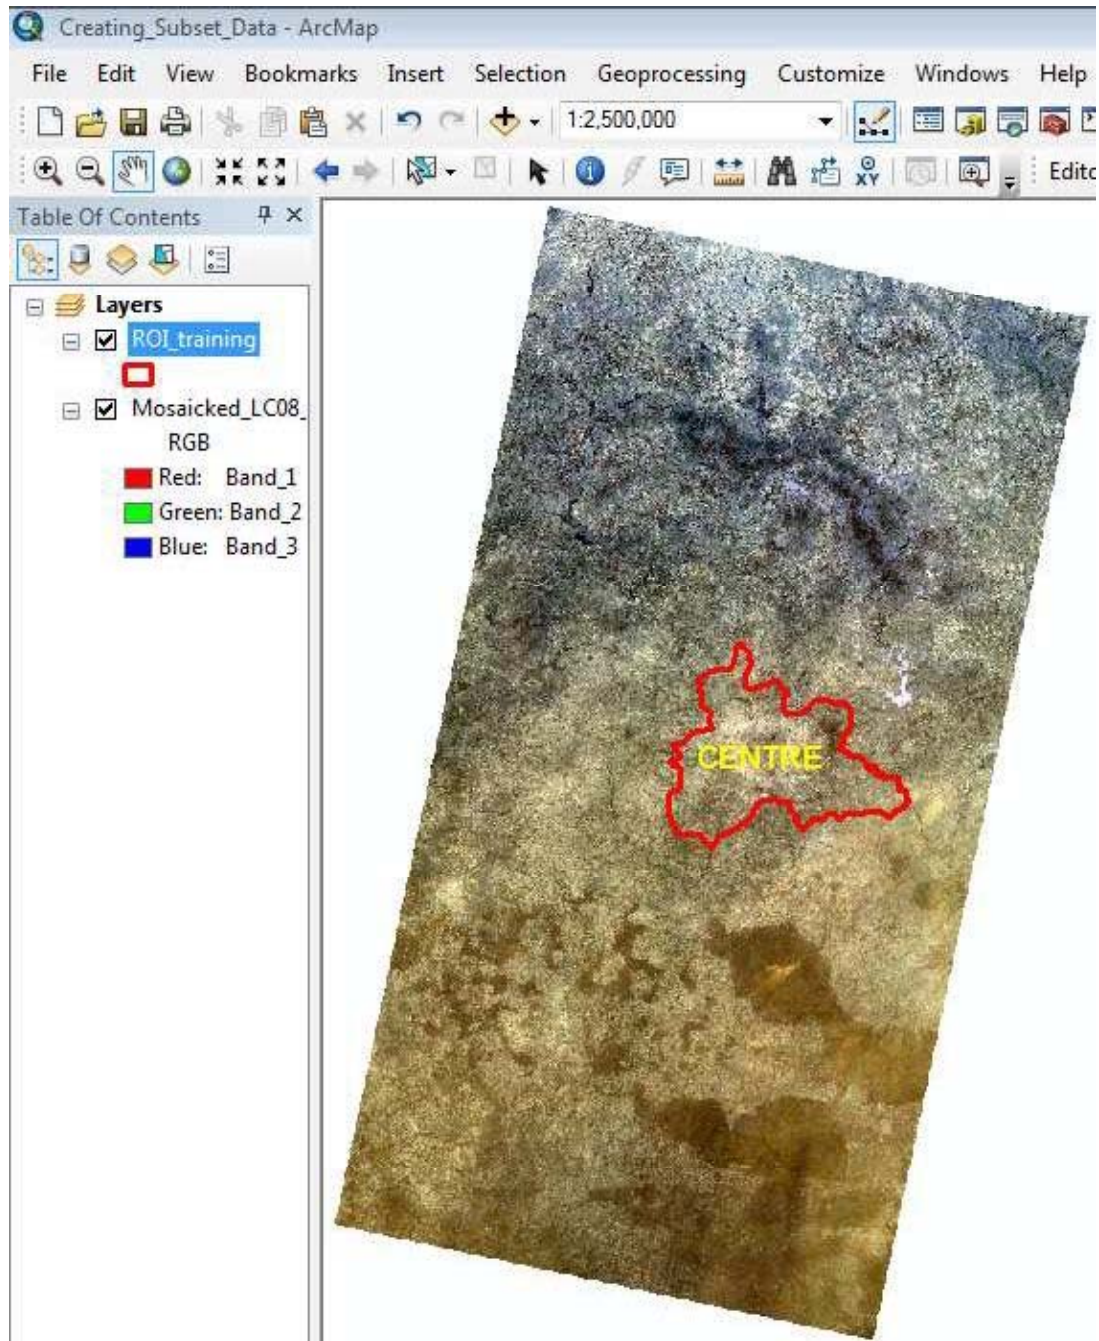 Creating_Subset_Data - ArcMap
File Edit View Bookmarks Insert Selection Geoprocessing Customize Windows Help
1:2,500,000
XY Edito
Table Of Contents
Layers
ROI_training
Mosaicked_LC08_
RGB
Red: Band_1
Green: Band_2
Blue: Band_3
CENTRE